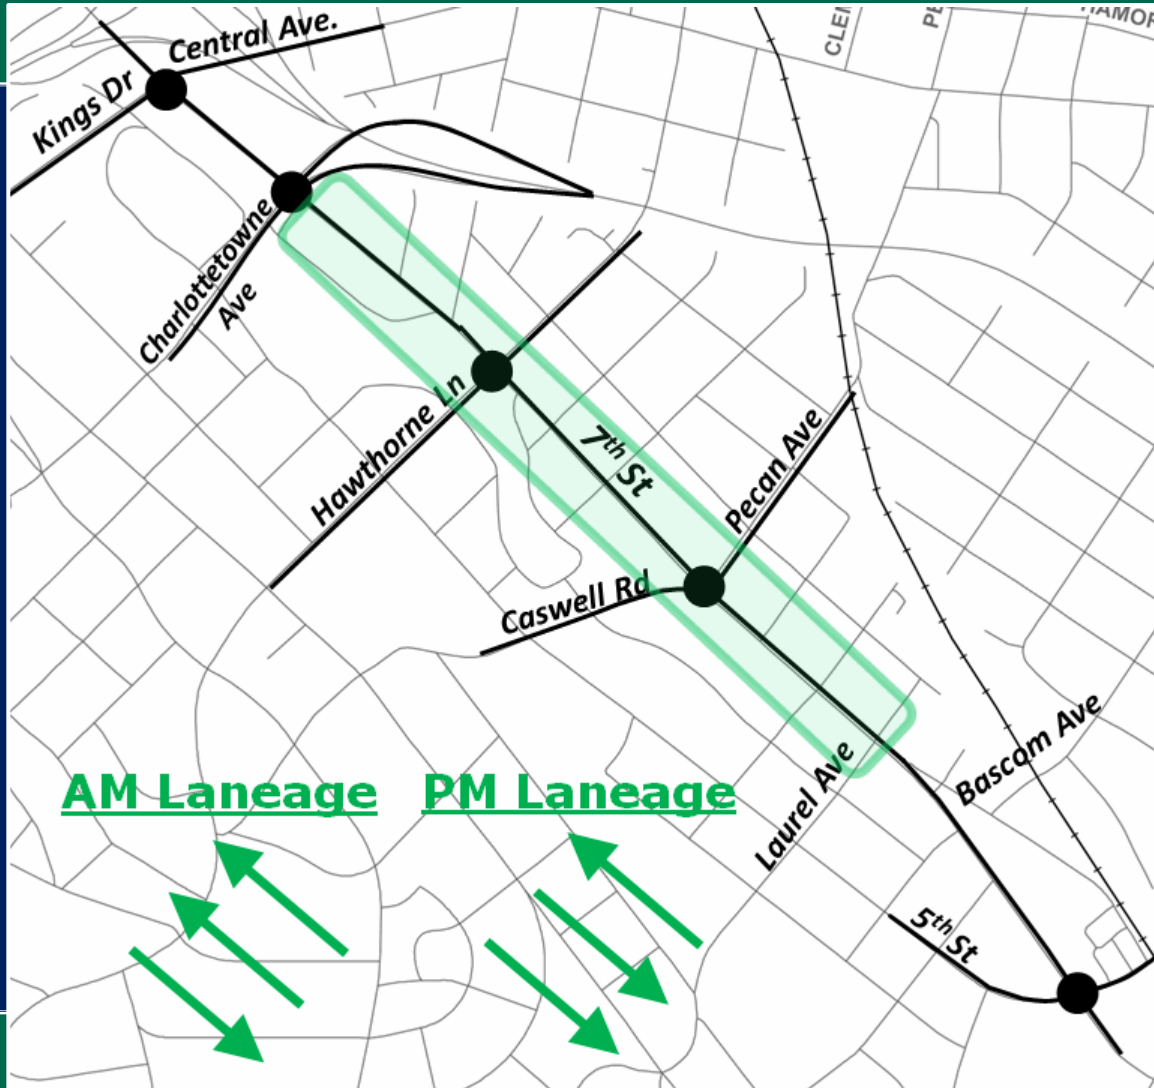 Central Ave.
Kings Dr
Charlottetowne
Ave
Hawthorne Ln
7th St
Pecan Ave
Caswell Rd
Laurel Ave
Bascom Ave
5th St
AM Laneage
PM Laneage